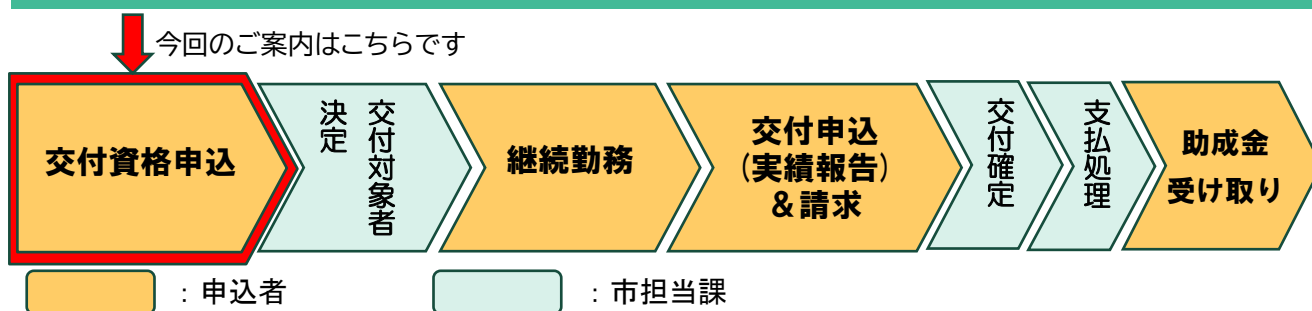 今回のご案内はこちらです
交付資格申込
交付対象者
決定
継続勤務
交付申込
(実績報告)
＆請求
交付確定
支払処理
助成金
受け取り
：申込者
：市担当課